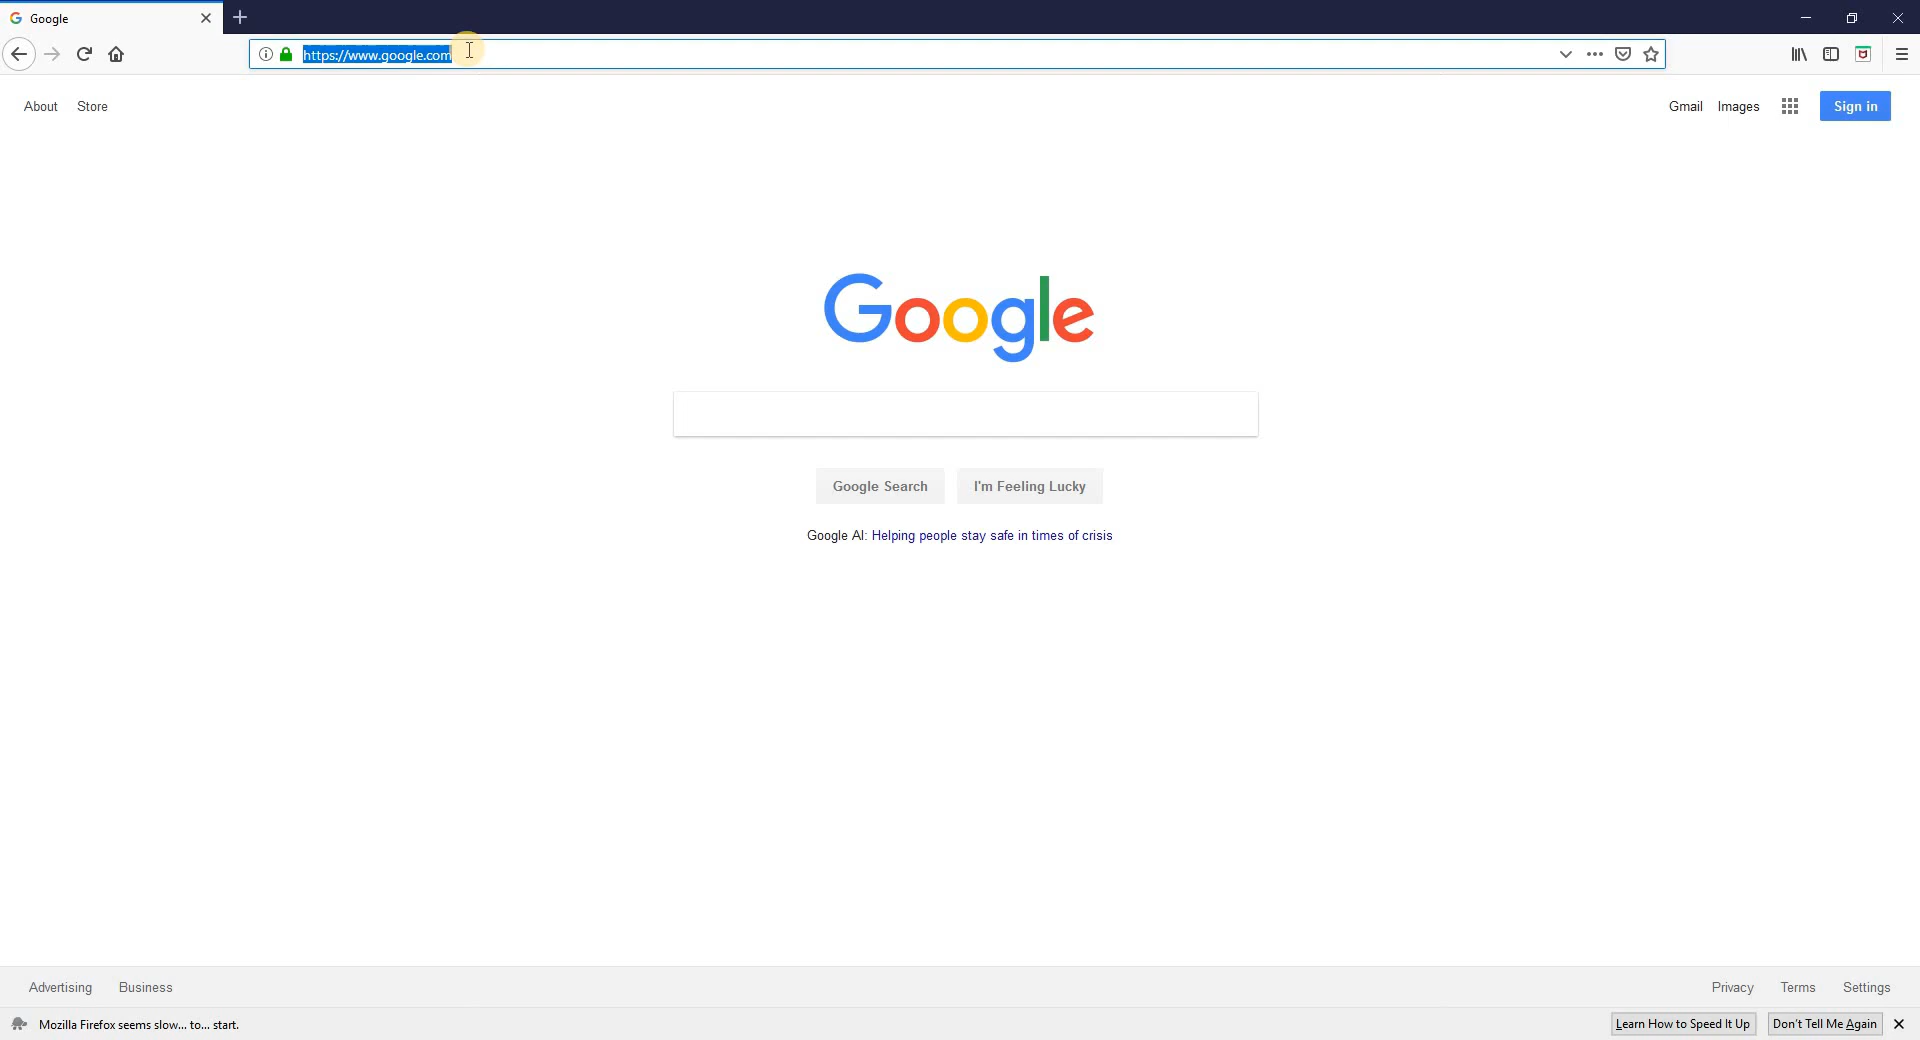 Google
https://www.google.com
About Store
Gmail Images Sign in
Google
Google Search I'm Feeling Lucky
Google AI: Helping people stay safe in times of crisis
Advertising Business
Privacy Terms Settings
Mozilla Firefox seems slow... to... start.
Learn How to Speed It Up Don't Tell Me Again